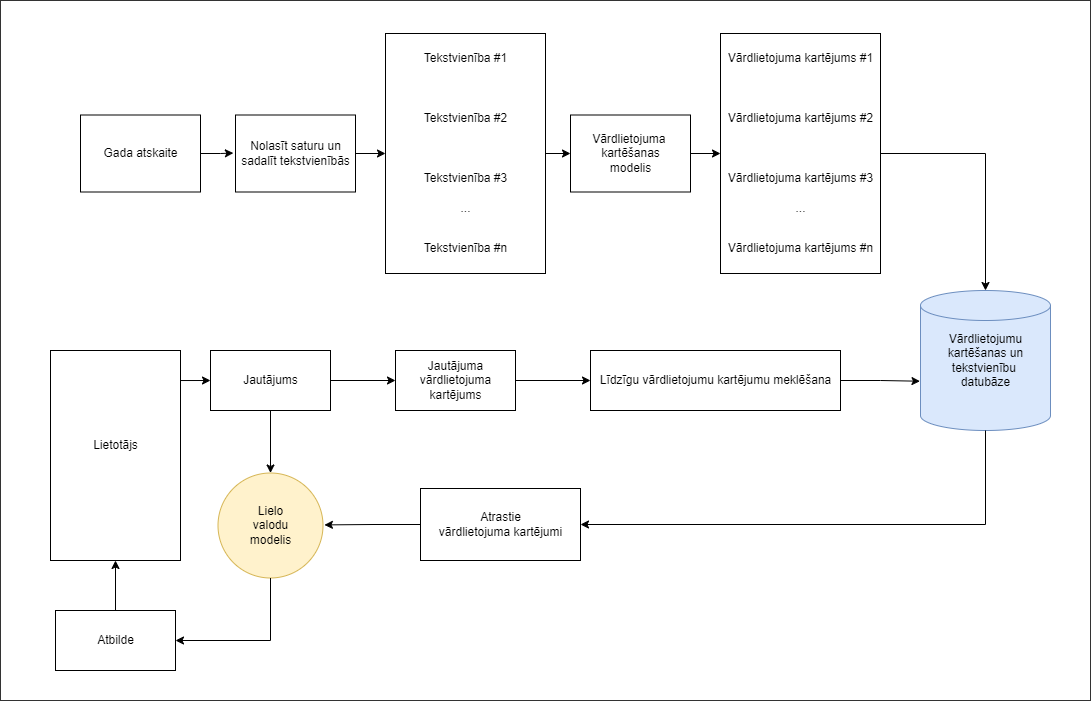 Gada atskaite
Nolasīt saturu un
sadalīt tekstvienībās
Tekstvienība #1
Tekstvienība #2
Tekstvienība #3
...
Tekstvienība #n
Vārdlietojuma
kartēšanas
modelis
Vārdlietojuma kartējums #1
Vārdlietojuma kartējums #2
Vārdlietojuma kartējums #3
...
Vārdlietojuma kartējums #n
Vārdlietojumu
kartēšanas un
tekstvienību
datubāze
Lietotājs
Jautājums
Jautājuma
vārdlietojuma
kartējums
Līdzīgu vārdlietojumu kartējumu meklēšana
Lielo
valodu
modelis
Atrastie
vārdlietojuma kartējumi
Atbilde